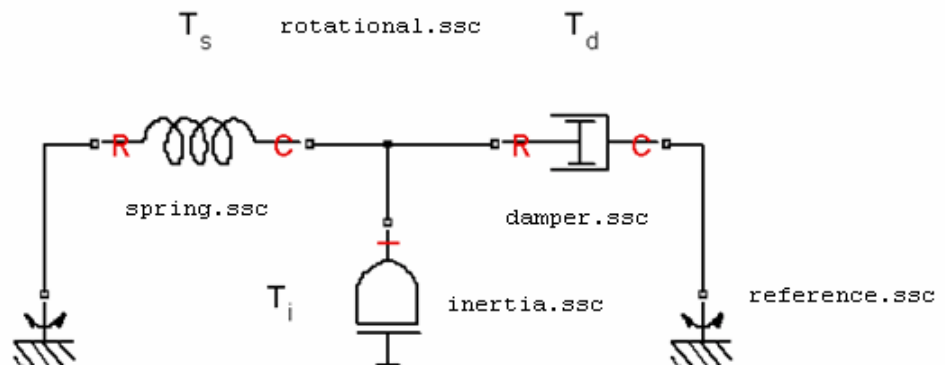 T_s rotational.ssc T_d
R C R C
spring.ssc damper.ssc
T_i inertia.ssc reference.ssc